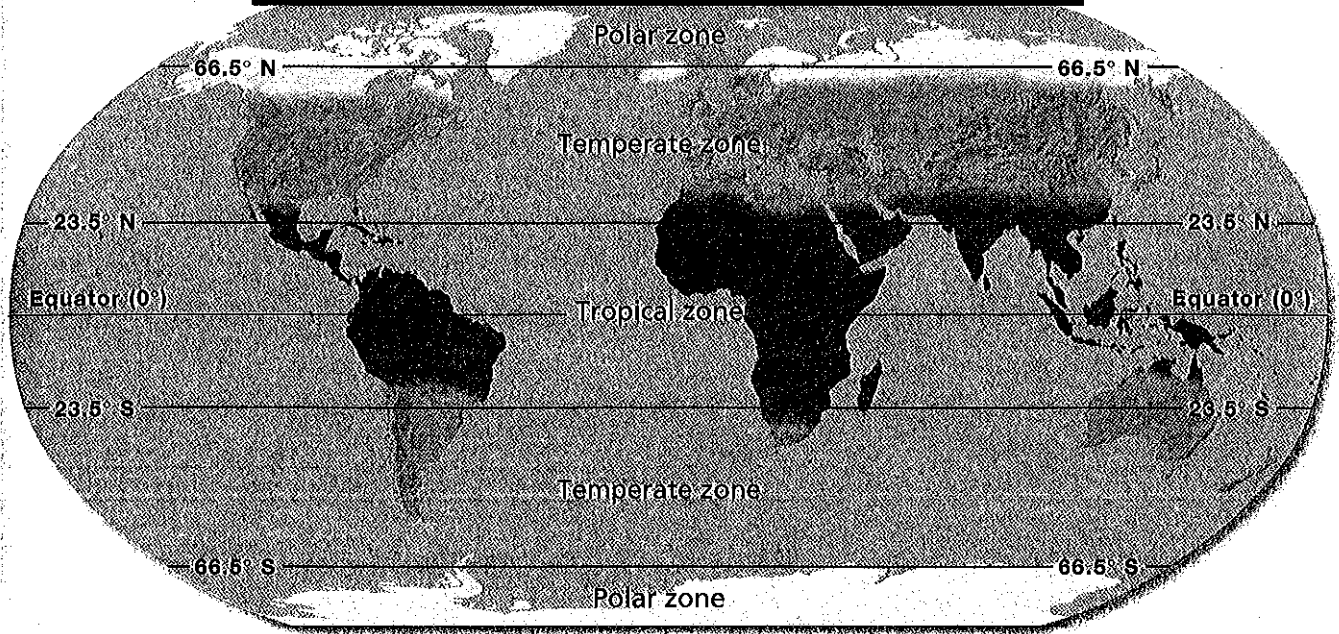 Polar zone
66.5° N 66.5° N
Temperate zone
23.5° N 23.5° N
Equator (0°) Equator (0°)
Tropical zone
23.5° S 23.5° S
Temperate zone
66.5° S 66.5° S
Polar zone